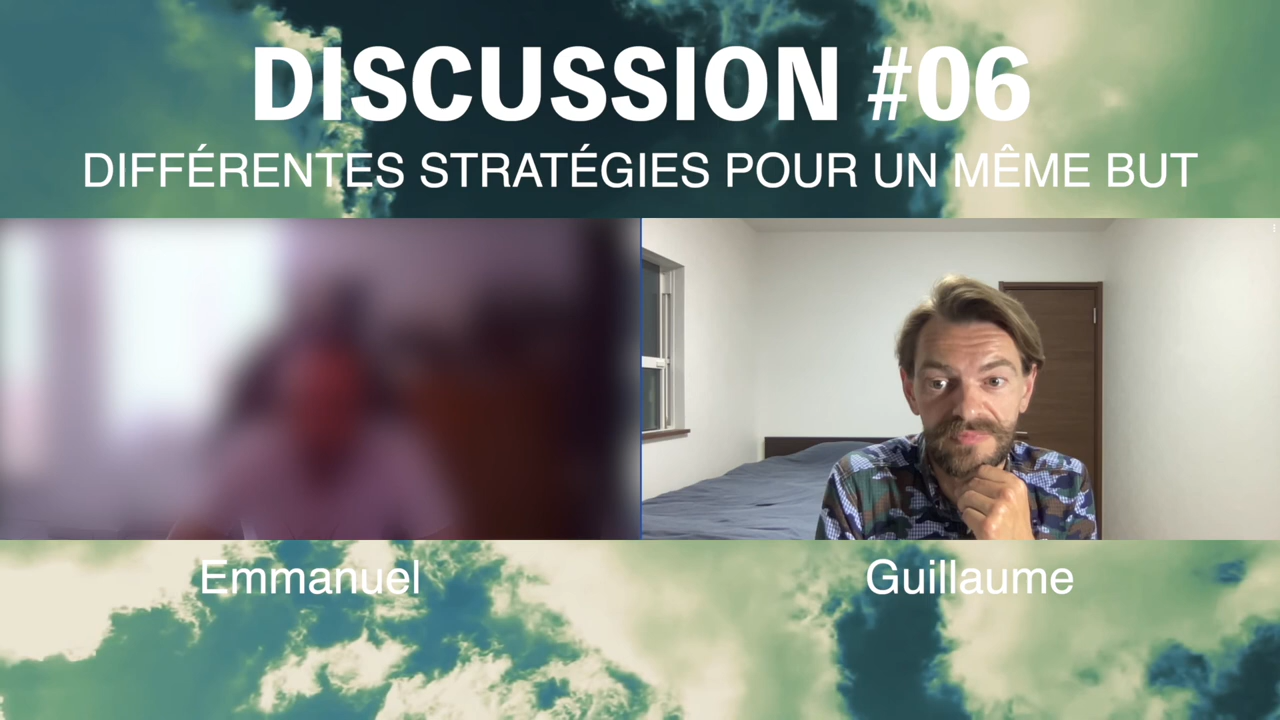 DISCUSSION #06
DIFFÉRENTES STRATÉGIES POUR UN MÊME BUT
Emmanuel
Guillaume